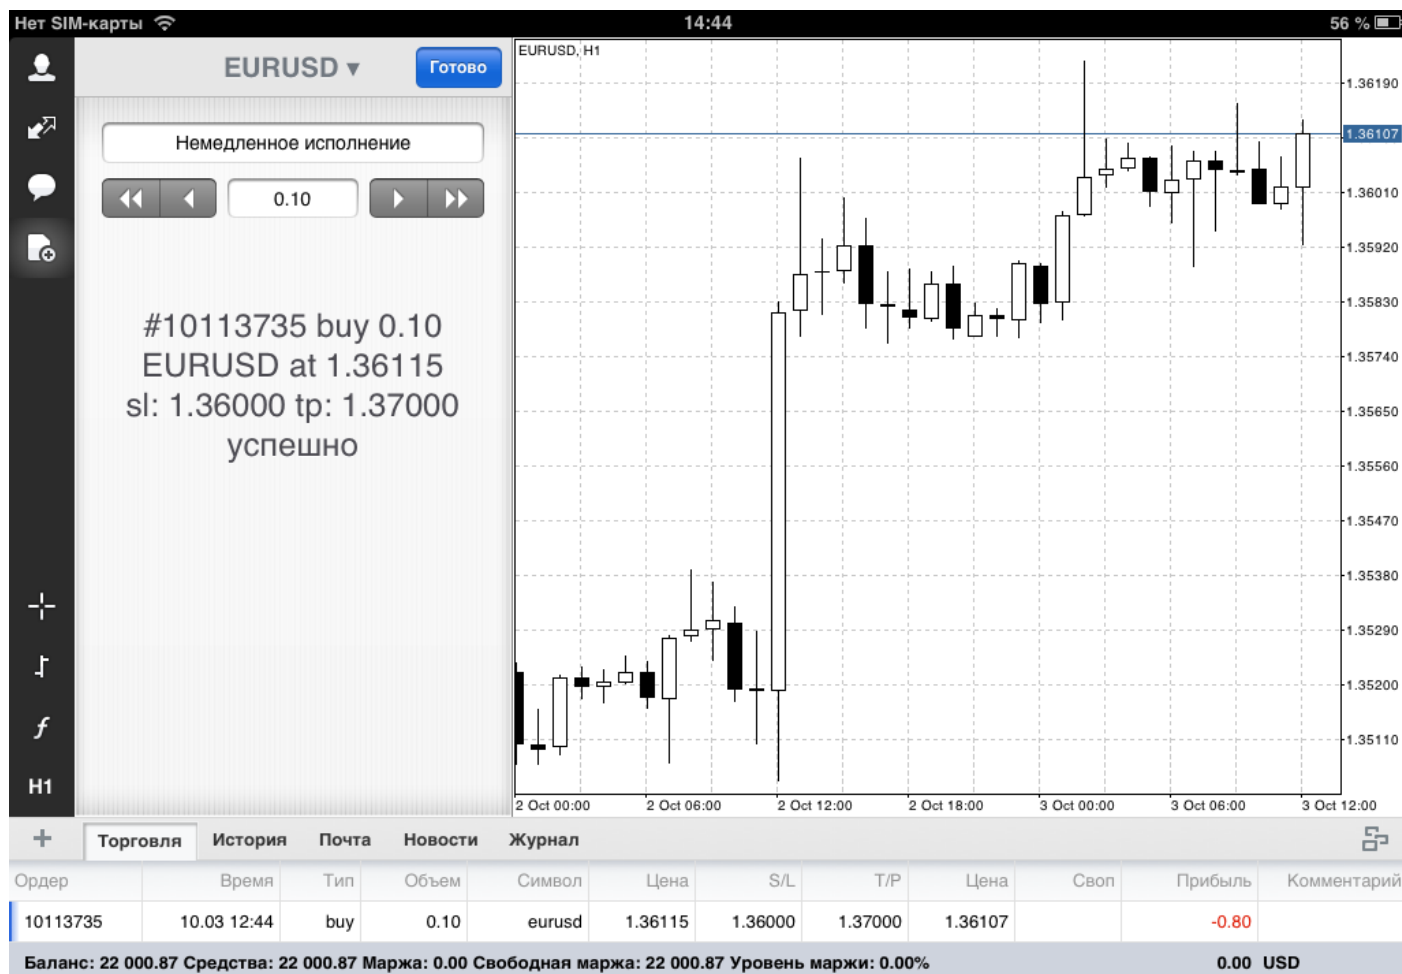 Нет SIM-карты 14:44 56 %
EURUSD ▾ Готово
Немедленное исполнение
0.10
#10113735 buy 0.10
EURUSD at 1.36115
sl: 1.36000 tp: 1.37000
успешно
H1
EURUSD, H1
1.36190
1.36107
1.36010
1.35920
1.35830
1.35740
1.35650
1.35560
1.35470
1.35380
1.35290
1.35200
1.35110
2 Oct 00:00 2 Oct 06:00 2 Oct 12:00 2 Oct 18:00 3 Oct 00:00 3 Oct 06:00 3 Oct 12:00
Торговля История Почта Новости Журнал
Ордер Время Тип Объем Символ Цена S/L T/P Цена Своп Прибыль Комментарий
10113735 10.03 12:44 buy 0.10 eurusd 1.36115 1.36000 1.37000 1.36107 -0.80
Баланс: 22 000.87 Средства: 22 000.87 Маржа: 0.00 Свободная маржа: 22 000.87 Уровень маржи: 0.00% 0.00 USD